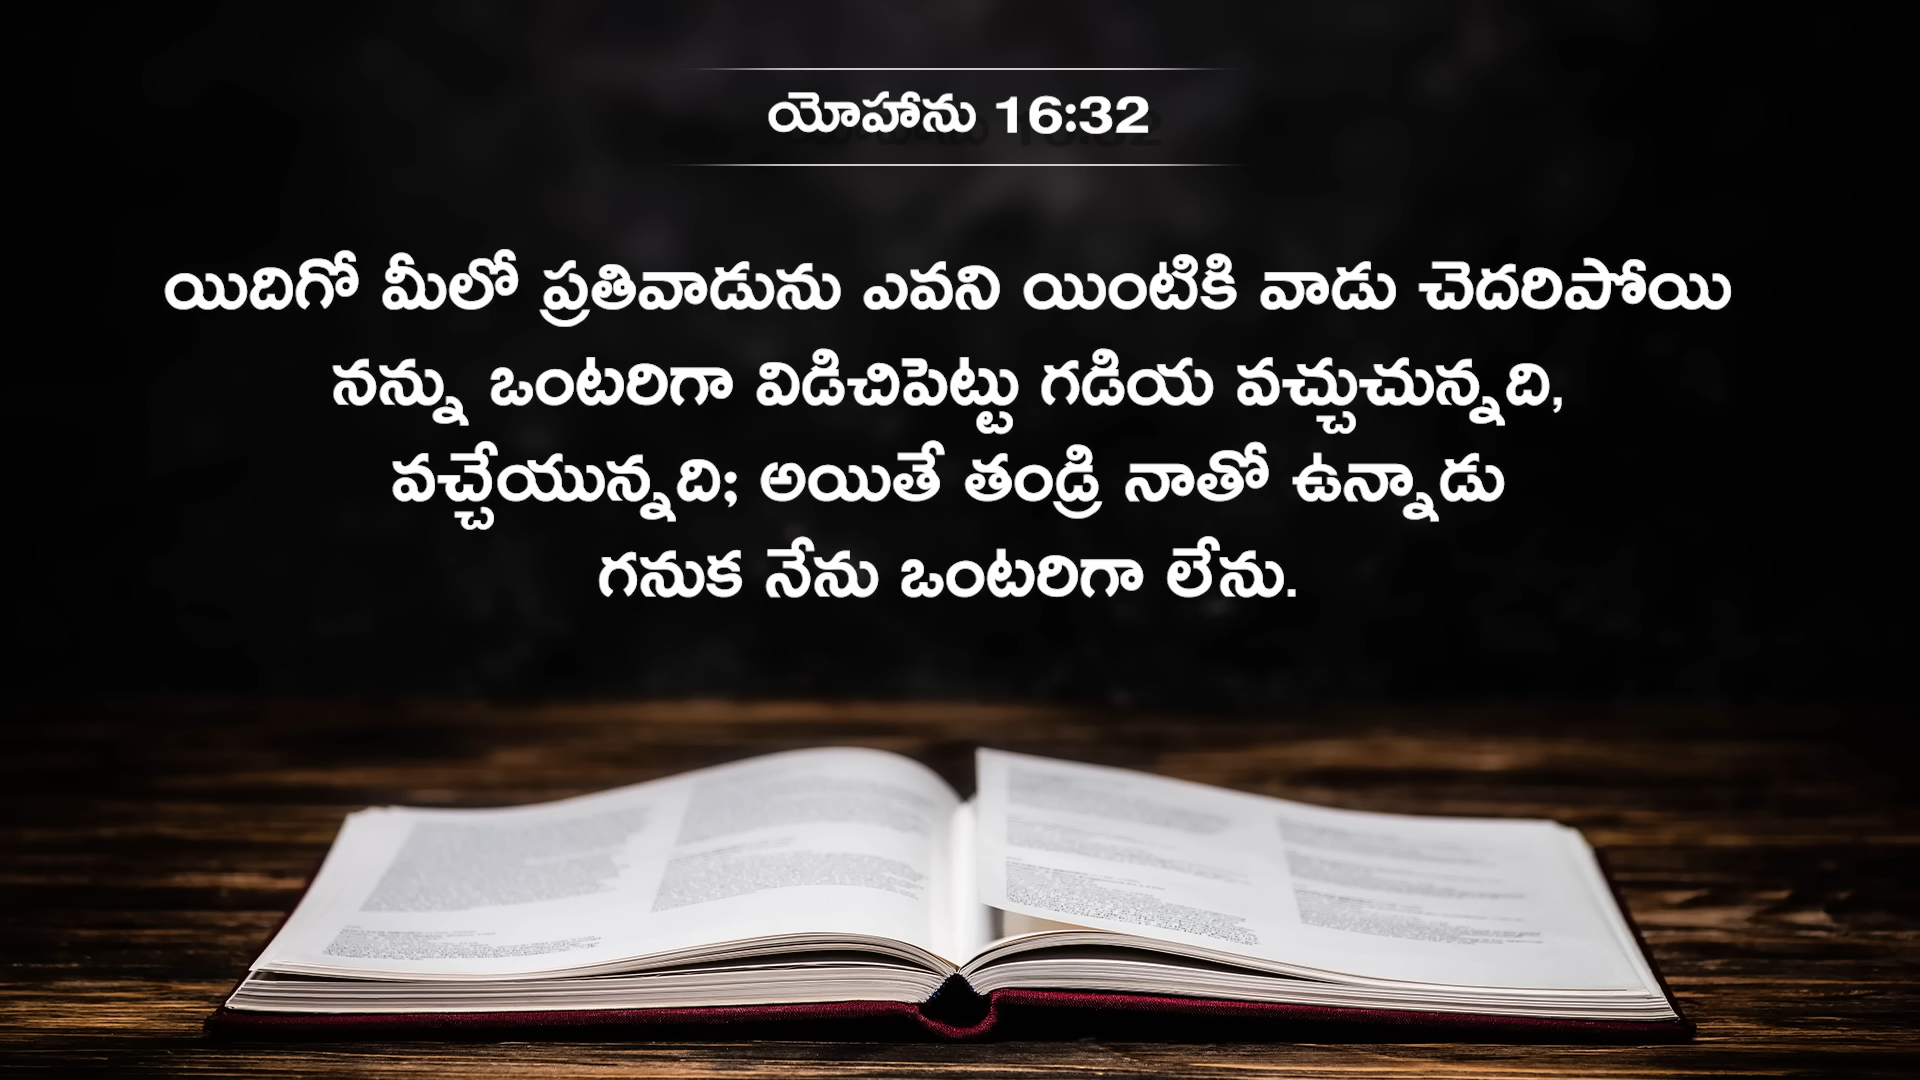 యోహాను 16:32
యిదిగో మీలో ప్రతివాడును ఎవని యింటికి వాడు చెదరిపోయి
నన్ను ఒంటరిగా విడిచిపెట్టు గడియ వచ్చుచున్నది,
వచ్చేయున్నది; అయితే తండ్రి నాతో ఉన్నాడు
గనుక నేను ఒంటరిగా లేను.